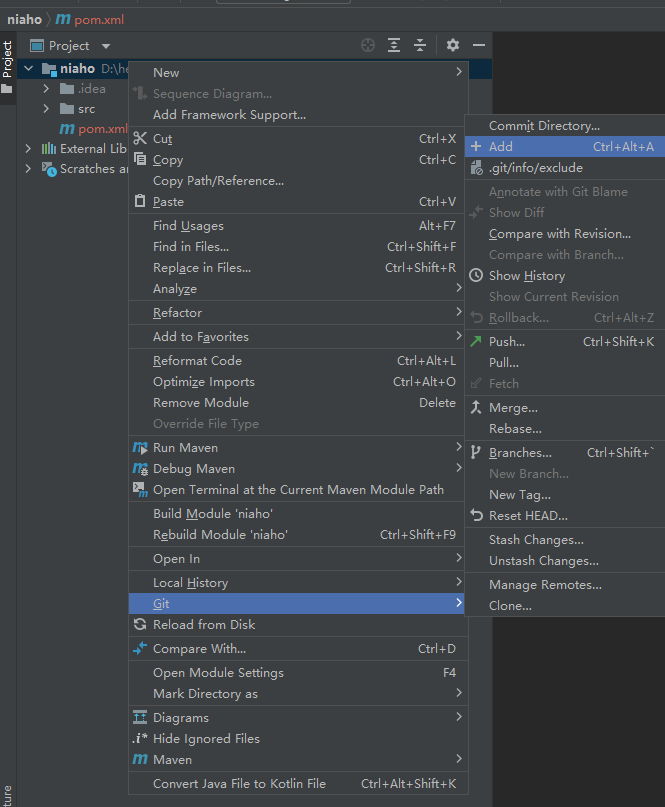 niaho
pom.xml
Project
Project
niaho D:\he
.idea
src
pom.xml
External Lib
Scratches a
New
Sequence Diagram...
Add Framework Support...
Cut Ctrl+X
Copy Ctrl+C
Copy Path/Reference...
Paste Ctrl+V
Find Usages Alt+F7
Find in Files... Ctrl+Shift+F
Replace in Files... Ctrl+Shift+R
Analyze
Refactor
Add to Favorites
Reformat Code Ctrl+Alt+L
Optimize Imports Ctrl+Alt+O
Remove Module Delete
Override File Type
Run Maven
Debug Maven
Open Terminal at the Current Maven Module Path
Build Module 'niaho'
Rebuild Module 'niaho' Ctrl+Shift+F9
Open In
Local History
Git
Reload from Disk
Compare With... Ctrl+D
Open Module Settings F4
Mark Directory as
Diagrams
.i* Hide Ignored Files
Maven
Convert Java File to Kotlin File Ctrl+Alt+Shift+K
Commit Directory...
Add Ctrl+Alt+A
.git/info/exclude
Annotate with Git Blame
Show Diff
Compare with Revision...
Compare with Branch...
Show History
Show Current Revision
Rollback... Ctrl+Alt+Z
Push... Ctrl+Shift+K
Pull...
Fetch
Merge...
Rebase...
Branches... Ctrl+Shift+`
New Branch...
New Tag...
Reset HEAD...
Stash Changes...
Unstash Changes...
Manage Remotes...
Clone...
ture